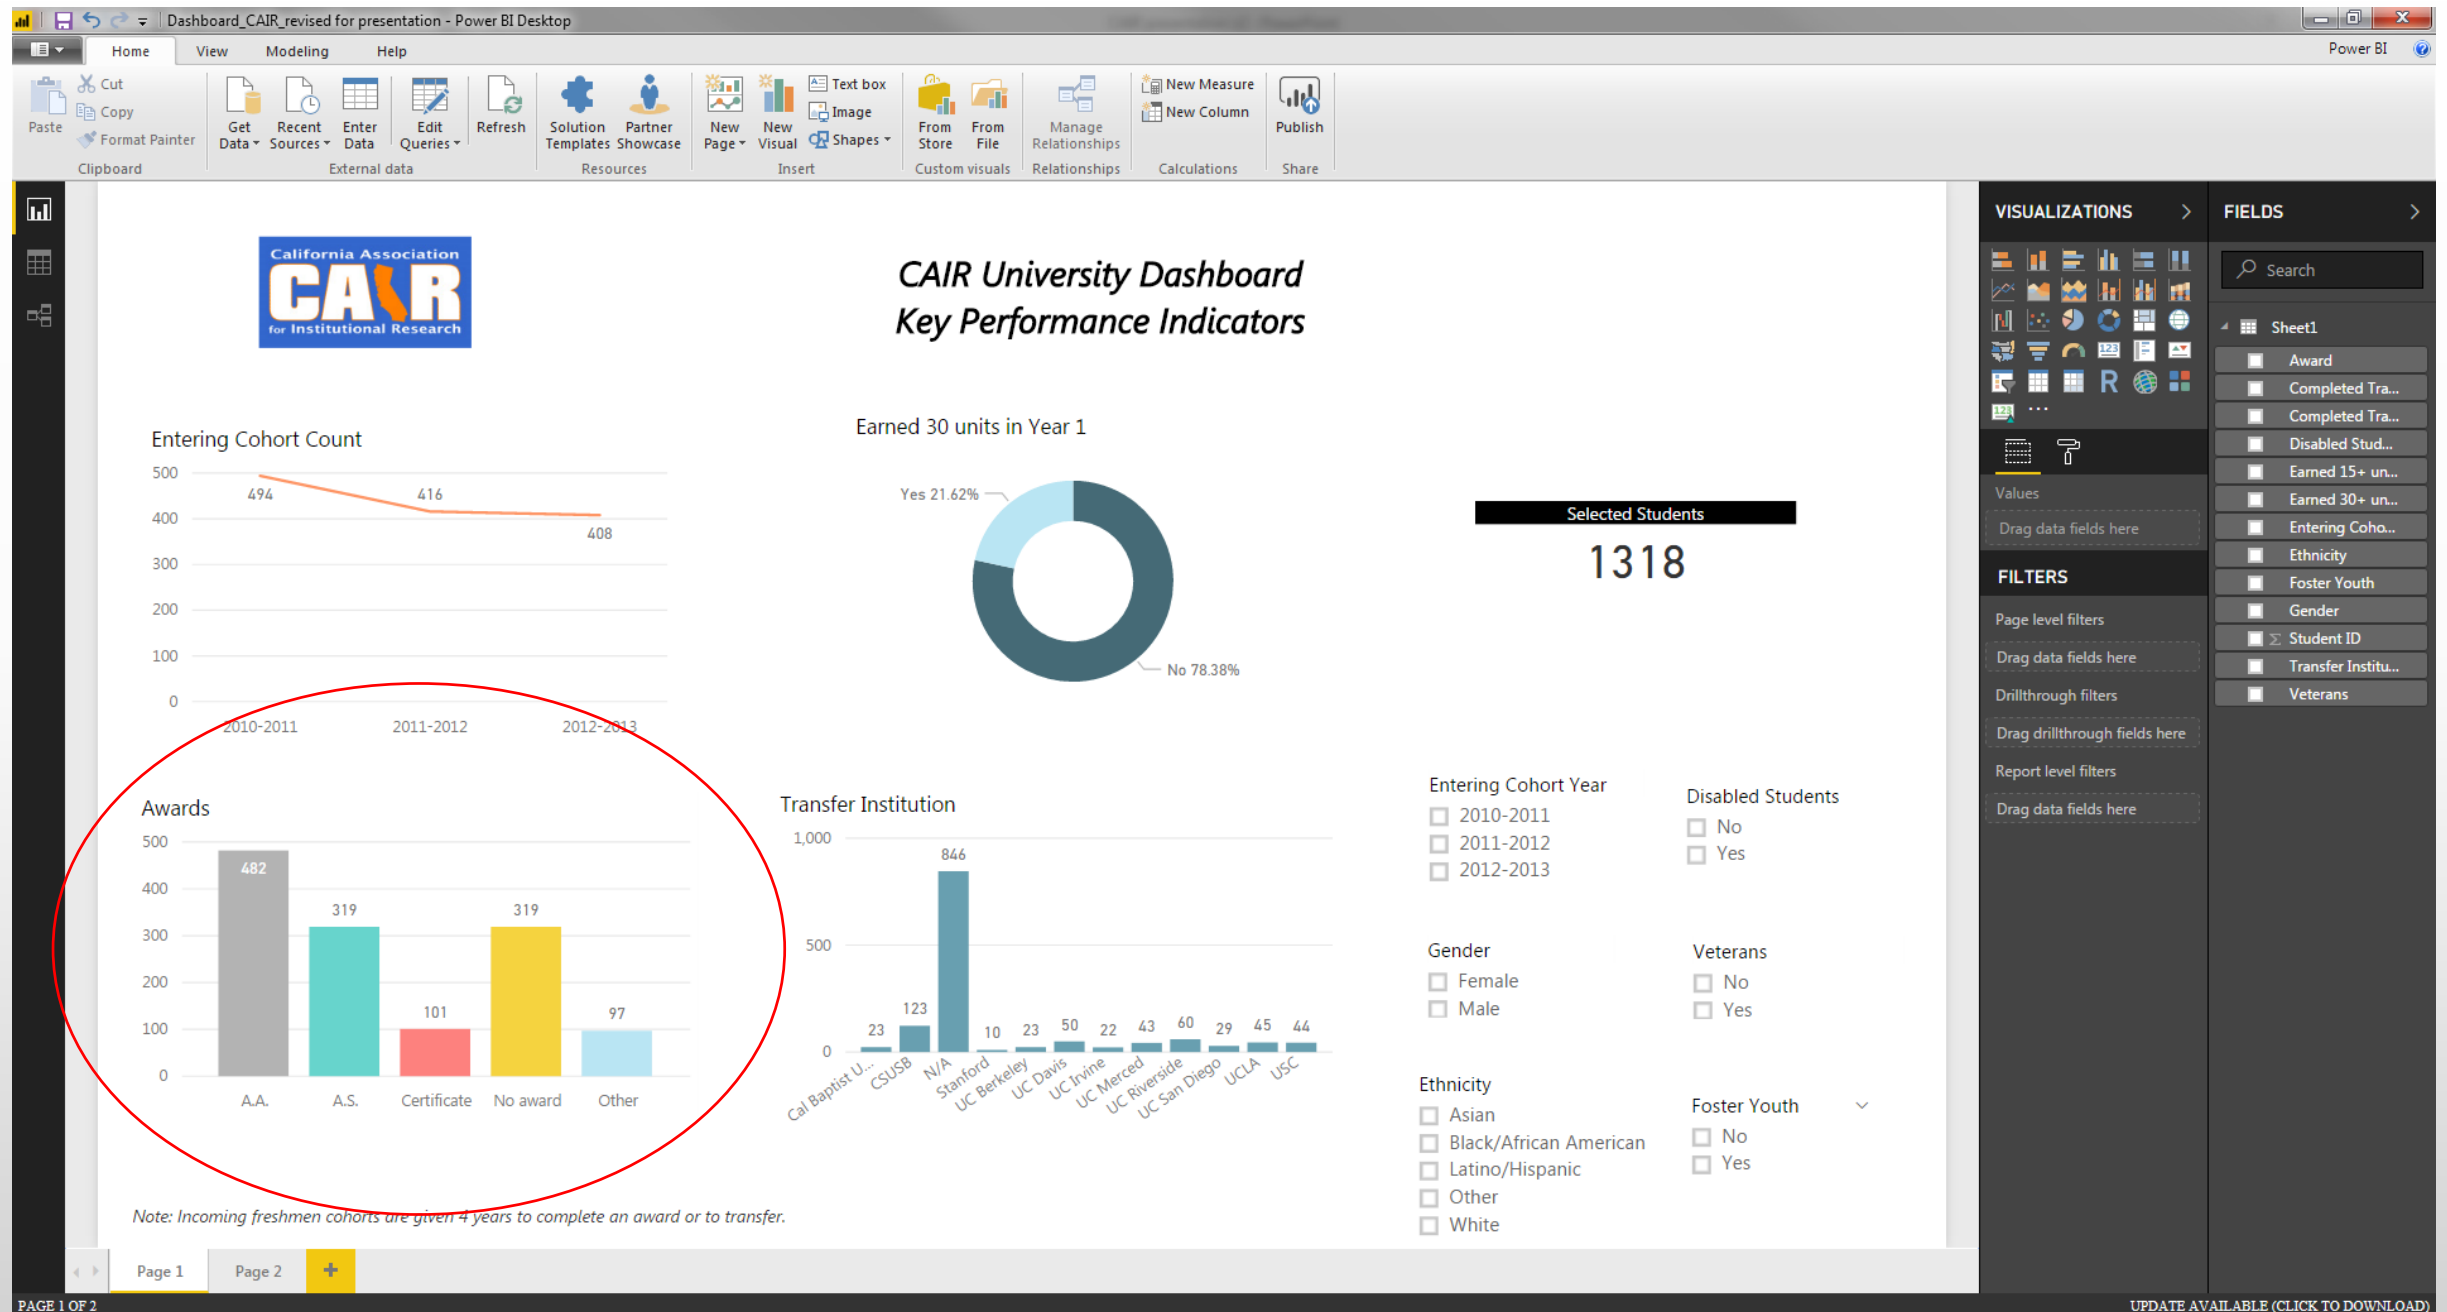 Dashboard_CAIR_revised for presentation - Power BI Desktop
Home View Modeling Help Power BI
Paste
Cut
Copy
Format Painter
Clipboard
Get Data
Recent Sources
Enter Data
Edit Queries
Refresh
External data
Solution Templates
Partner Showcase
Resources
New Page
New Visual
Text box
Image
Shapes
Insert
From Store
From File
Custom visuals
Manage Relationships
Relationships
New Measure
New Column
Calculations
Publish
Share
California Association
CAIR
for Institutional Research
CAIR University Dashboard
Key Performance Indicators
Entering Cohort Count
500
400
300
200
100
0
494
416
408
2010-2011 2011-2012 2012-2013
Earned 30 units in Year 1
Yes 21.62%
No 78.38%
Selected Students
1318
Awards
500
400
300
200
100
0
482
319
101
319
97
A.A. A.S. Certificate No award Other
Transfer Institution
1,000
500
0
23 123 846 10 23 50 22 43 60 29 45 44
Cal Baptist U...
CSUSB
N/A
Stanford
UC Berkeley
UC Davis
UC Irvine
UC Merced
UC Riverside
UC San Diego
UCLA
USC
Entering Cohort Year
2010-2011
2011-2012
2012-2013
Disabled Students
No
Yes
Gender
Female
Male
Veterans
No
Yes
Ethnicity
Asian
Black/African American
Latino/Hispanic
Other
White
Foster Youth
No
Yes
Note: Incoming freshmen cohorts are given 4 years to complete an award or to transfer.
VISUALIZATIONS
123
R
123
Values
Drag data fields here
FILTERS
Page level filters
Drag data fields here
Drillthrough filters
Drag drillthrough fields here
Report level filters
Drag data fields here
FIELDS
Search
Sheet1
Award
Completed Tra...
Completed Tra...
Disabled Stud...
Earned 15+ un...
Earned 30+ un...
Entering Coho...
Ethnicity
Foster Youth
Gender
Σ Student ID
Transfer Institu...
Veterans
Page 1 Page 2 +
PAGE 1 OF 2
UPDATE AVAILABLE (CLICK TO DOWNLOAD)